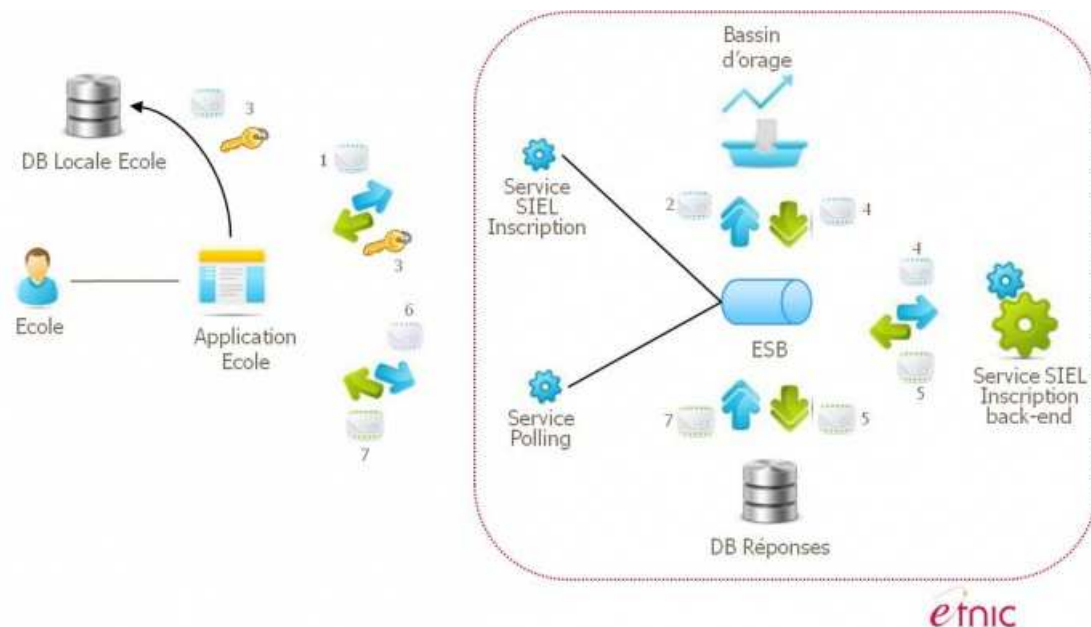 Bassin
d'orage
3
DB Locale Ecole
1
Service
SIEL
Inscription
2
4
3
4
Ecole
Application
Ecole
6
ESB
5
Service SIEL
Inscription
back-end
Service
Polling
7
5
7
DB Réponses
etnic